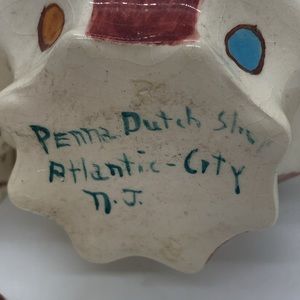 Penna Dutch Shop
Atlantic-City
N.J.